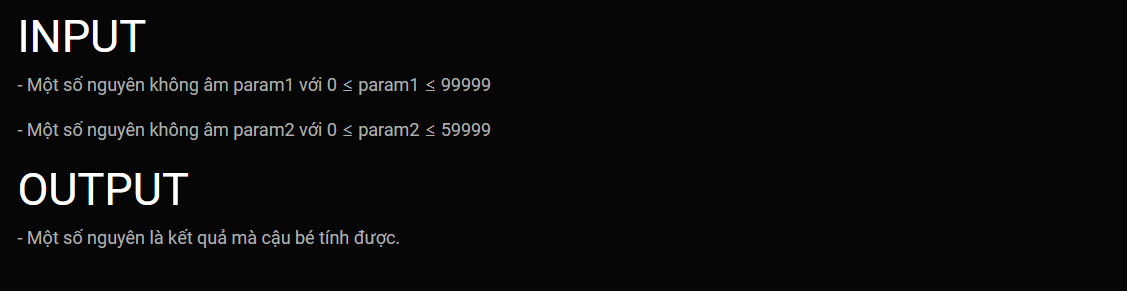 INPUT
- Một số nguyên không âm param1 với 0 ≤ param1 ≤ 99999
- Một số nguyên không âm param2 với 0 ≤ param2 ≤ 59999
OUTPUT
- Một số nguyên là kết quả mà cậu bé tính được.